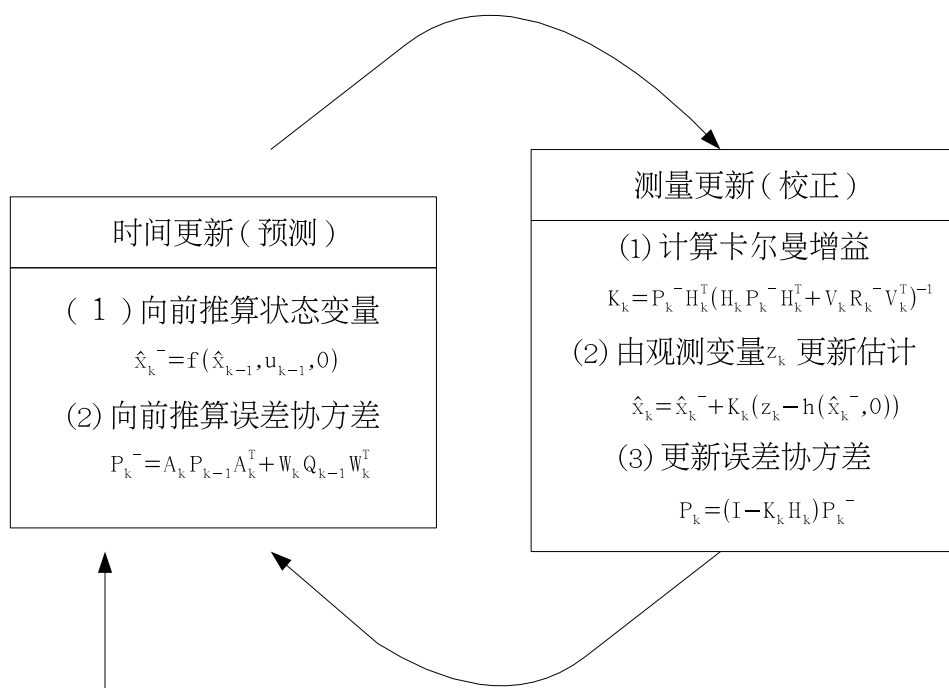 时间更新(预测)
(1)向前推算状态变量
x̂ₖ⁻=f(x̂ₖ₋₁,uₖ₋₁,0)
(2)向前推算误差协方差
Pₖ⁻=AₖPₖ₋₁Aₖᵀ+WₖQₖ₋₁Wₖᵀ
测量更新(校正)
(1)计算卡尔曼增益
Kₖ=Pₖ⁻Hₖᵀ(HₖPₖ⁻Hₖᵀ+VₖRₖ⁻Vₖᵀ)⁻¹
(2)由观测变量zₖ更新估计
x̂ₖ=x̂ₖ⁻+Kₖ(zₖ−h(x̂ₖ⁻,0))
(3)更新误差协方差
Pₖ=(I−KₖHₖ)Pₖ⁻